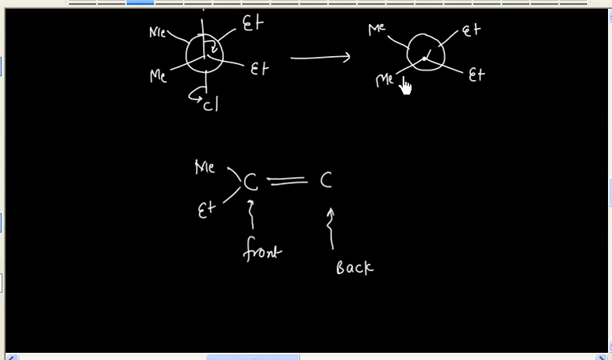 Me Et Me Et
Me Et Me Et
Cl
Me
C = C
Et
front
Back